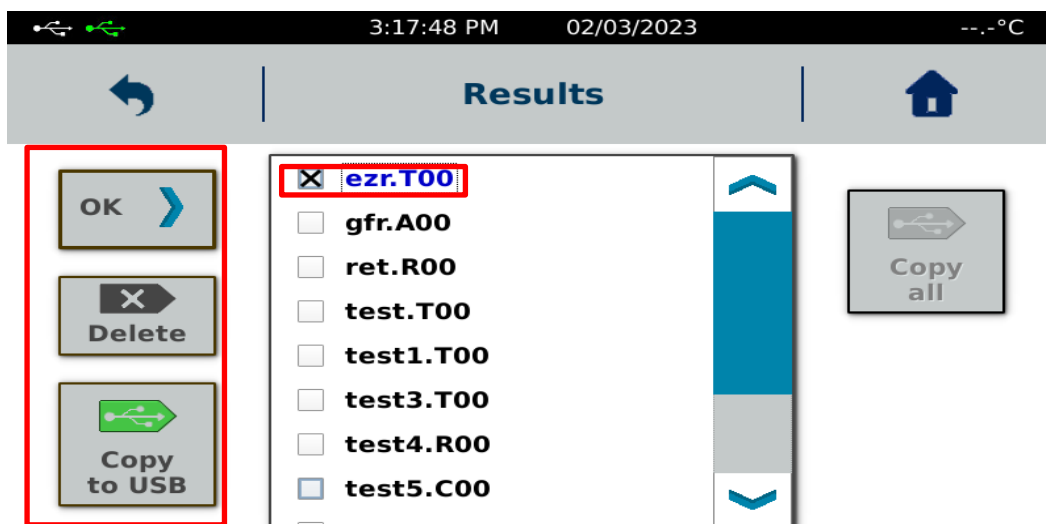 3:17:48 PM 02/03/2023 --.-°C
Results
OK
Delete
Copy
to USB
ezr.T00
gfr.A00
ret.R00
test.T00
test1.T00
test3.T00
test4.R00
test5.C00
Copy
all